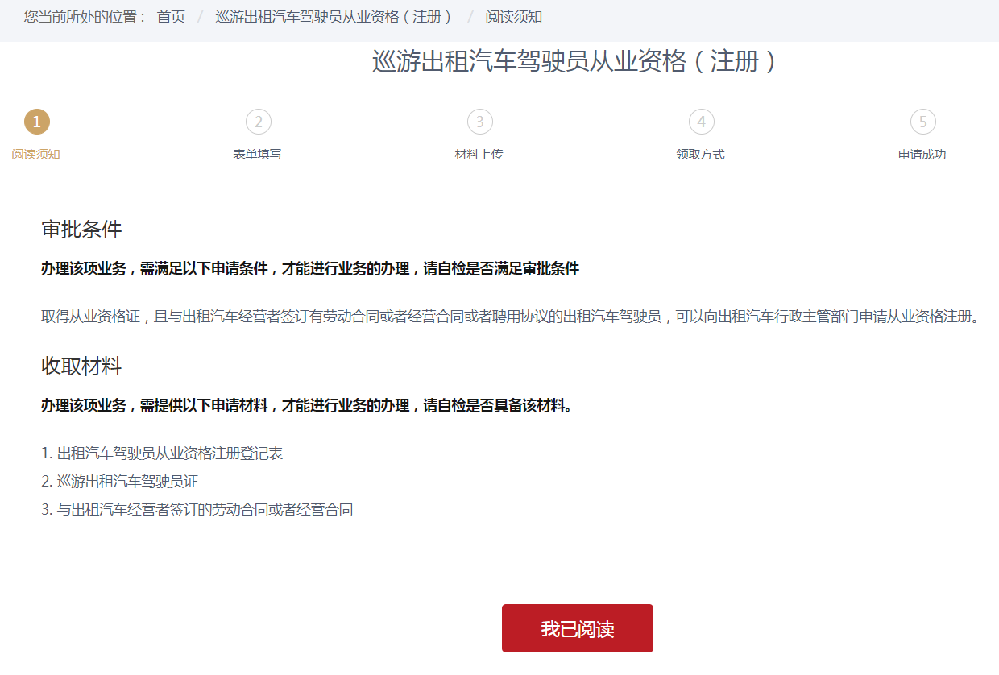 您当前所处的位置： 首页 / 巡游出租汽车驾驶员从业资格（注册） / 阅读须知
巡游出租汽车驾驶员从业资格（注册）
1 2 3 4 5
阅读须知 表单填写 材料上传 领取方式 申请成功
审批条件
办理该项业务，需满足以下申请条件，才能进行业务的办理，请自检是否满足审批条件
取得从业资格证，且与出租汽车经营者签订有劳动合同或者经营合同或者聘用协议的出租汽车驾驶员，可以向出租汽车行政主管部门申请从业资格注册。
收取材料
办理该项业务，需提供以下申请材料，才能进行业务的办理，请自检是否具备该材料。
1. 出租汽车驾驶员从业资格注册登记表
2. 巡游出租汽车驾驶员证
3. 与出租汽车经营者签订的劳动合同或者经营合同
我已阅读